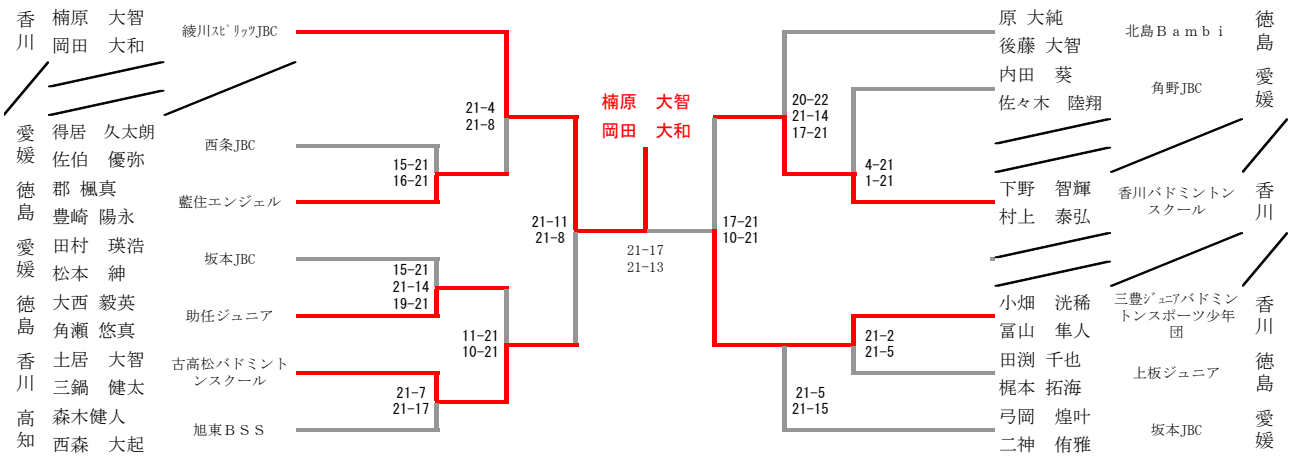 香川
楠原 大智
岡田 大和
綾川ｽﾋﾟﾘｯﾂJBC
愛媛
得居 久太朗
佐伯 優弥
西条JBC
徳島
郡 楓真
豊崎 陽永
藍住エンジェル
愛媛
田村 瑛浩
松本 紳
坂本JBC
徳島
大西 毅英
角瀬 悠真
助任ジュニア
香川
土居 大智
三鍋 健太
古高松バドミント
ンスクール
高知
森木健人
西森 大起
旭東ＢＳＳ
21-4
21-8
15-21
16-21
15-21
21-14
19-21
21-7
21-17
11-21
10-21
21-11
21-8
楠原 大智
岡田 大和
21-17
21-13
17-21
10-21
20-22
21-14
17-21
4-21
1-21
21-2
21-5
21-5
21-15
原 大純
後藤 大智
北島Ｂａｍｂｉ
徳島
内田 葵
佐々木 陸翔
角野JBC
愛媛
下野 智輝
村上 泰弘
香川バドミントン
スクール
香川
小畑 洸稀
冨山 隼人
三豊ｼﾞｭﾆｱバドミン
トンスポーツ少年
団
香川
田渕 千也
梶本 拓海
上板ジュニア
徳島
弓岡 煌叶
二神 侑雅
坂本JBC
愛媛